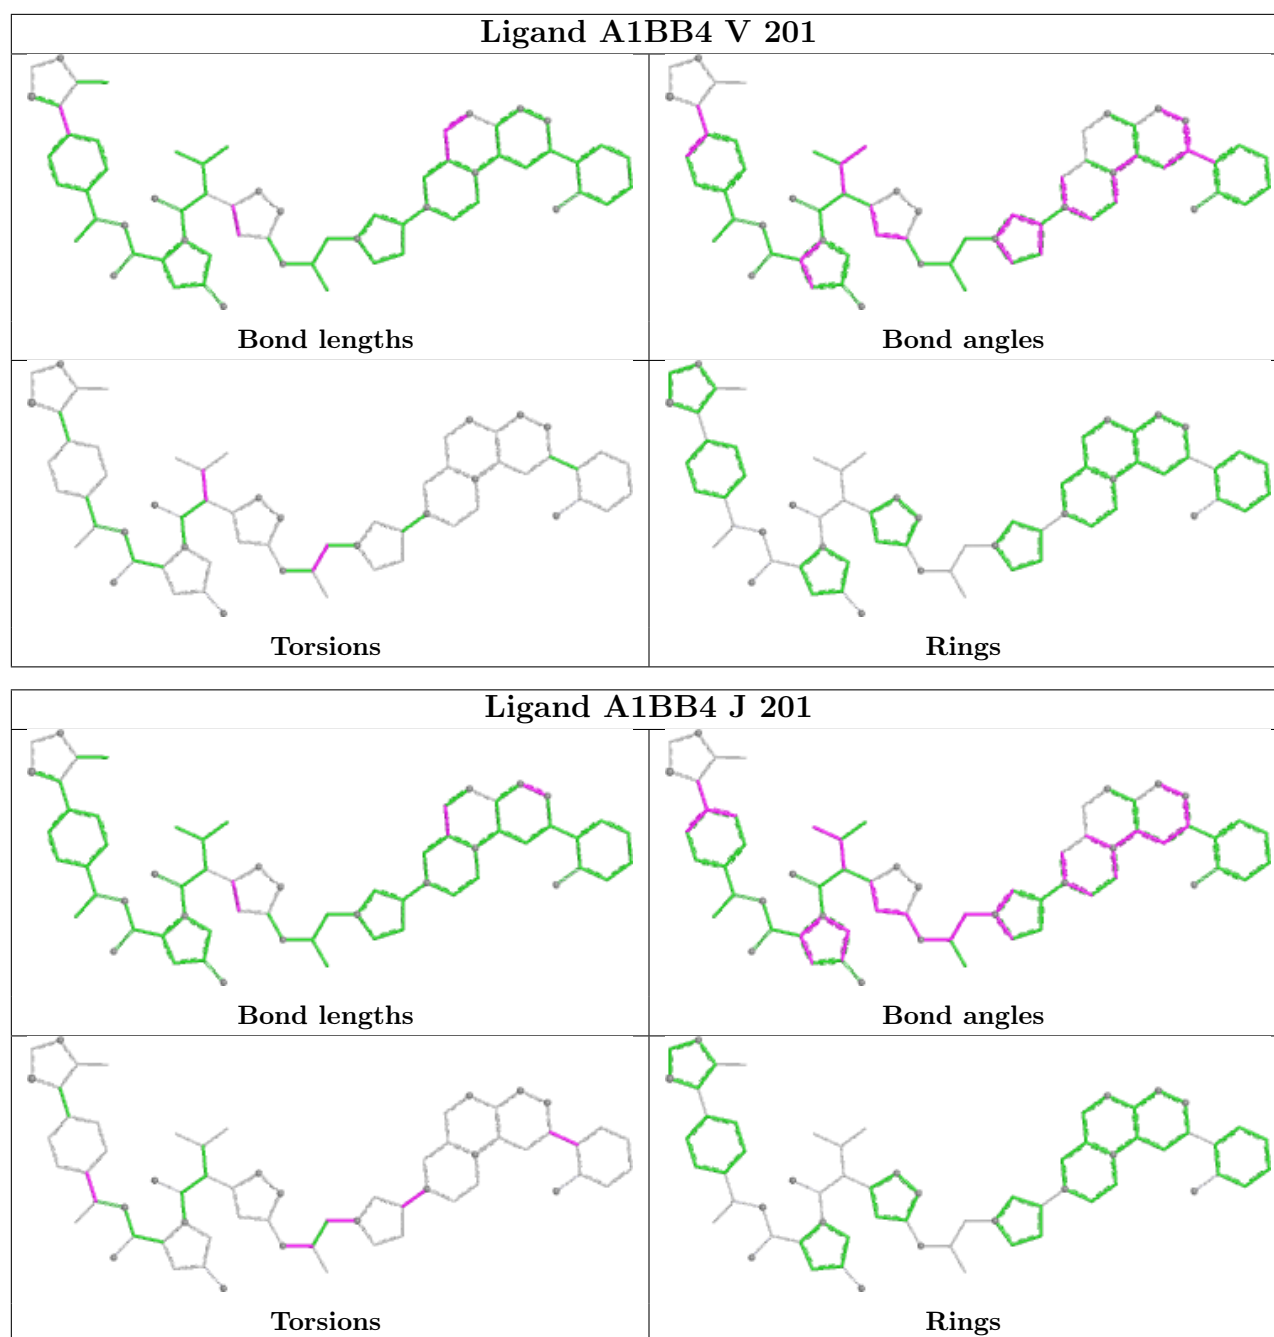 Ligand A1BB4 V 201
Bond lengths
Bond angles
Torsions
Rings
Ligand A1BB4 J 201
Bond lengths
Bond angles
Torsions
Rings